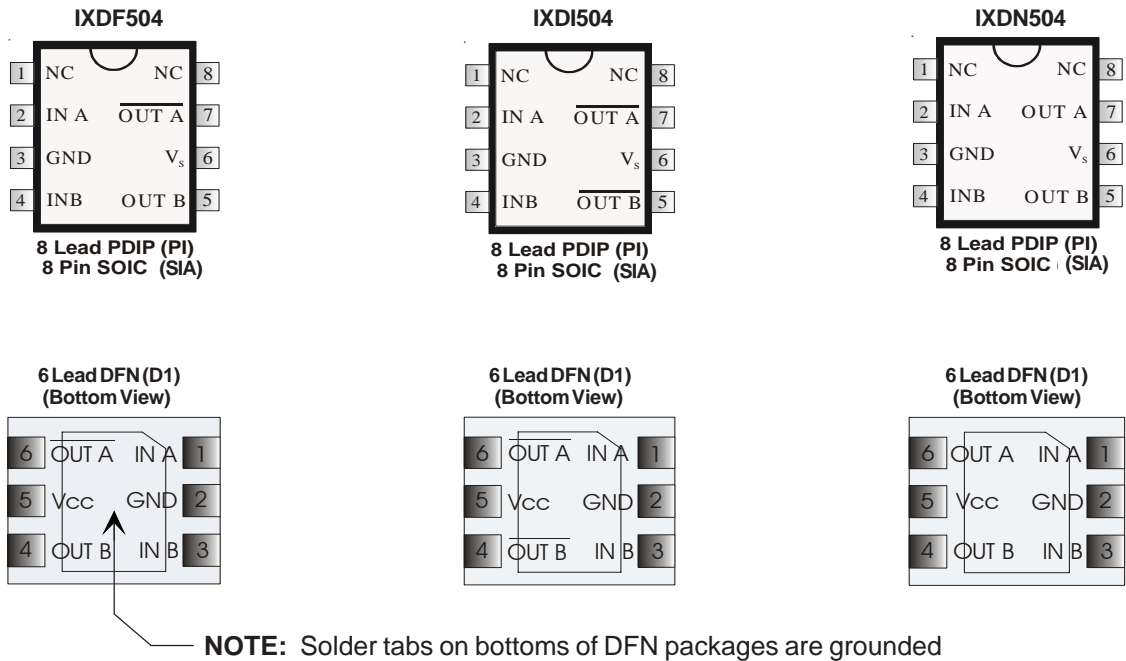 IXDF504
1 NC NC 8
2 IN A OUT A 7
3 GND Vs 6
4 INB OUT B 5
8 Lead PDIP (PI)
8 Pin SOIC (SIA)
IXDI504
1 NC NC 8
2 IN A OUT A 7
3 GND Vs 6
4 INB OUT B 5
8 Lead PDIP (PI)
8 Pin SOIC (SIA)
IXDN504
1 NC NC 8
2 IN A OUT A 7
3 GND Vs 6
4 INB OUT B 5
8 Lead PDIP (PI)
8 Pin SOIC (SIA)
6 Lead DFN (D1)
(Bottom View)
6 OUT A IN A 1
5 Vcc GND 2
4 OUT B IN B 3
6 Lead DFN (D1)
(Bottom View)
6 OUT A IN A 1
5 Vcc GND 2
4 OUT B IN B 3
6 Lead DFN (D1)
(Bottom View)
6 OUT A IN A 1
5 Vcc GND 2
4 OUT B IN B 3
NOTE: Solder tabs on bottoms of DFN packages are grounded